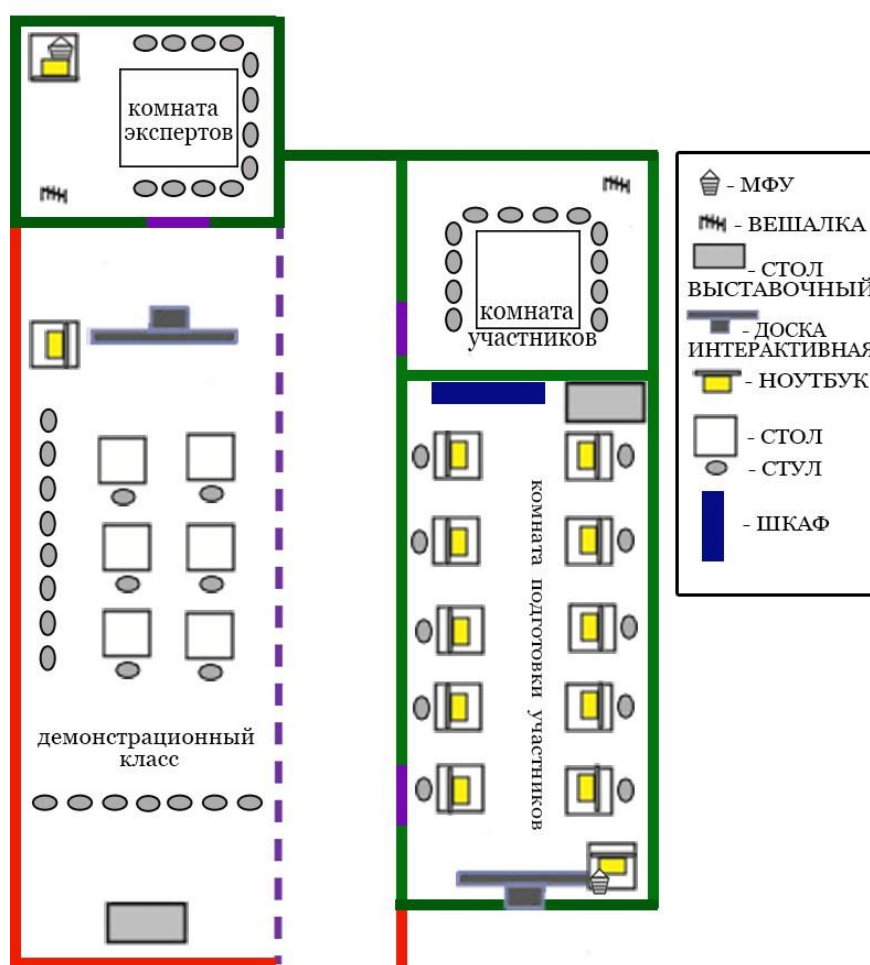 комната
экспертов
комната
участников
комната подготовки участников
демонстрационный
класс
- МФУ
- ВЕШАЛКА
- СТОЛ
ВЫСТАВОЧНЫЙ
- ДОСКА
ИНТЕРАКТИВНАЯ
- НОУТБУК
- СТОЛ
- СТУЛ
- ШКАФ